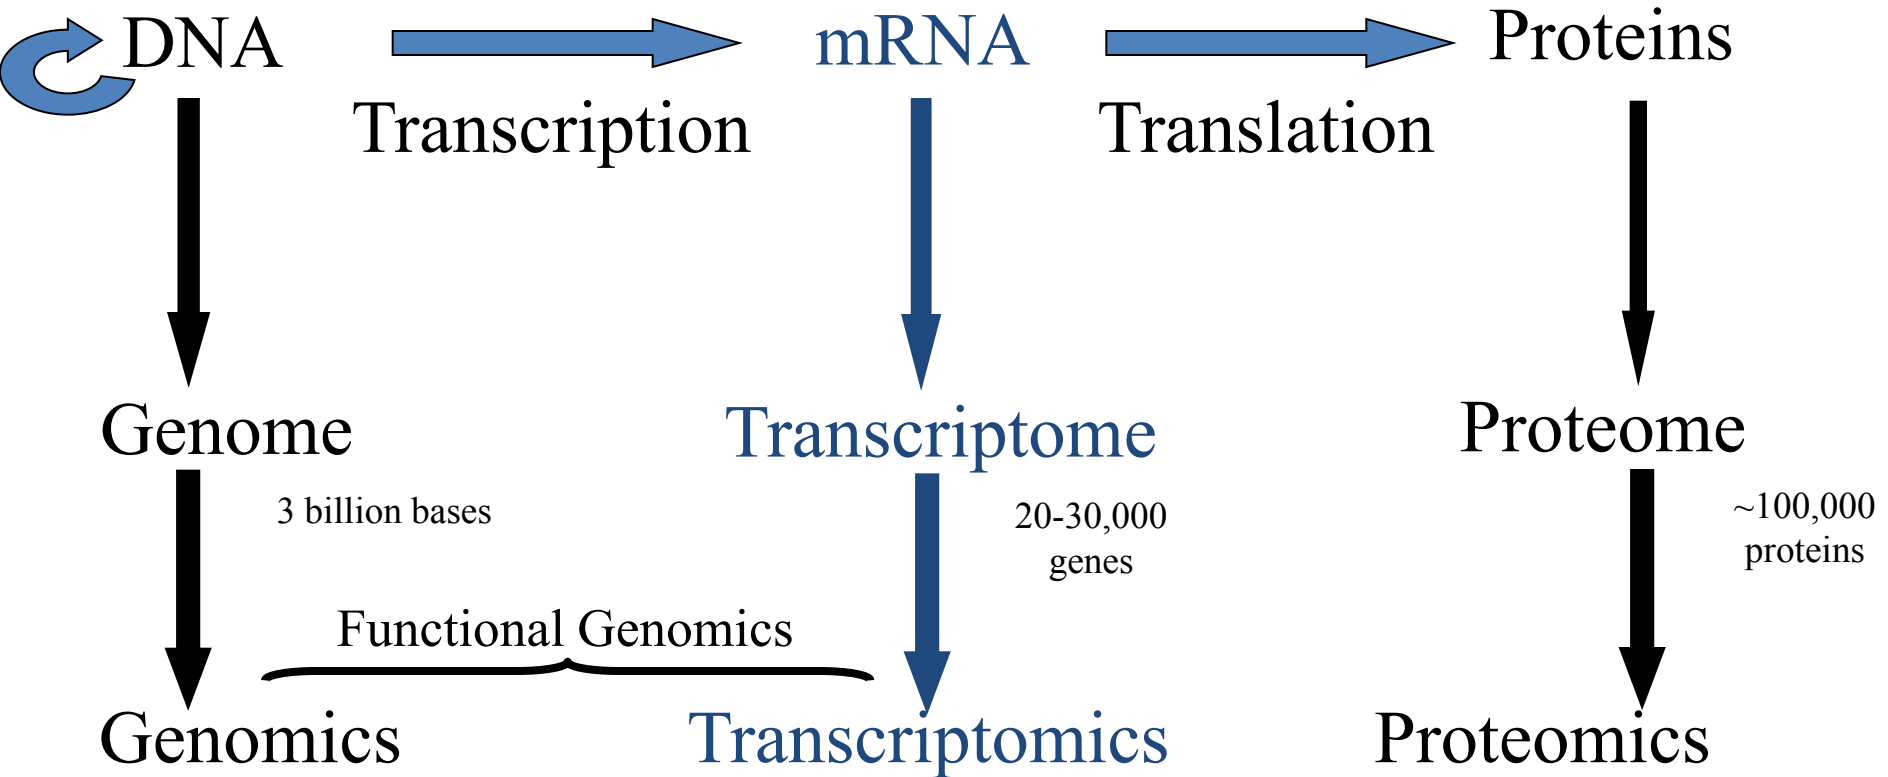 DNA
mRNA
Proteins
Transcription
Translation
Genome
Transcriptome
Proteome
3 billion bases
20-30,000
genes
~100,000
proteins
Functional Genomics
Genomics
Transcriptomics
Proteomics